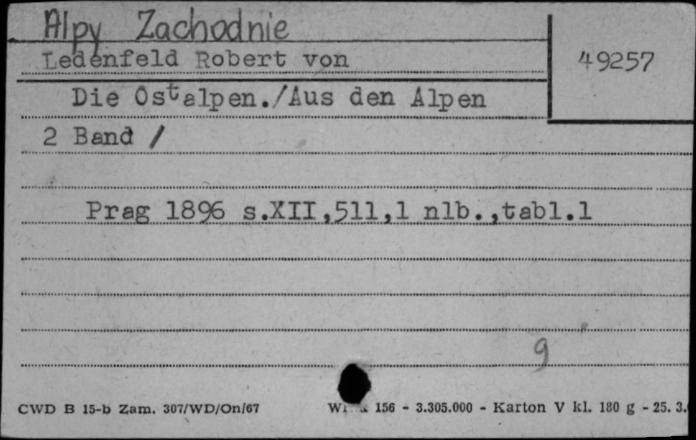 Alpy Zachodnie
Ledenfeld Robert von
49257
Die Ostalpen./Aus den Alpen
2 Band /
Prag 1896 s.XII,511,1 nlb.,tabl.1
9
CWD B 15-b Zam. 307/WD/On/67
156 - 3.305.000 - Karton V kl. 180 g - 25. 3.